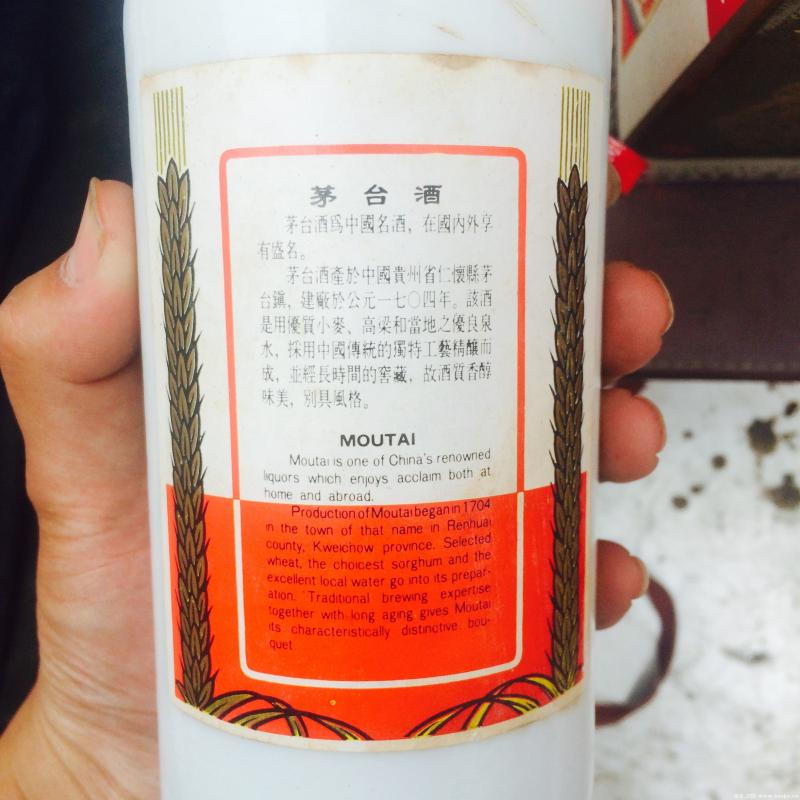 茅台酒
茅台酒爲中國名酒，在國內外享
有盛名。
茅台酒產於中國貴州省仁懷縣茅
台鎭，建廠於公元一七〇四年。該酒
是用優質小麥、高梁和當地之優良泉
水，採用中國傳統的獨特工藝精釀而
成，並經長時間的窖藏，故酒質香醇
味美，別具風格。
MOUTAI
Moutai is one of China's renowned
liquors which enjoys acclaim both at
home and abroad.
Production of Moutai began in 1704
in the town of that name in Renhuai
county, Kweichow province. Selected
wheat, the choicest sorghum and the
excellent local water go into its prepar-
ation. Traditional brewing expertise
together with long aging gives Moutai
its characteristically distinctive bou-
quet